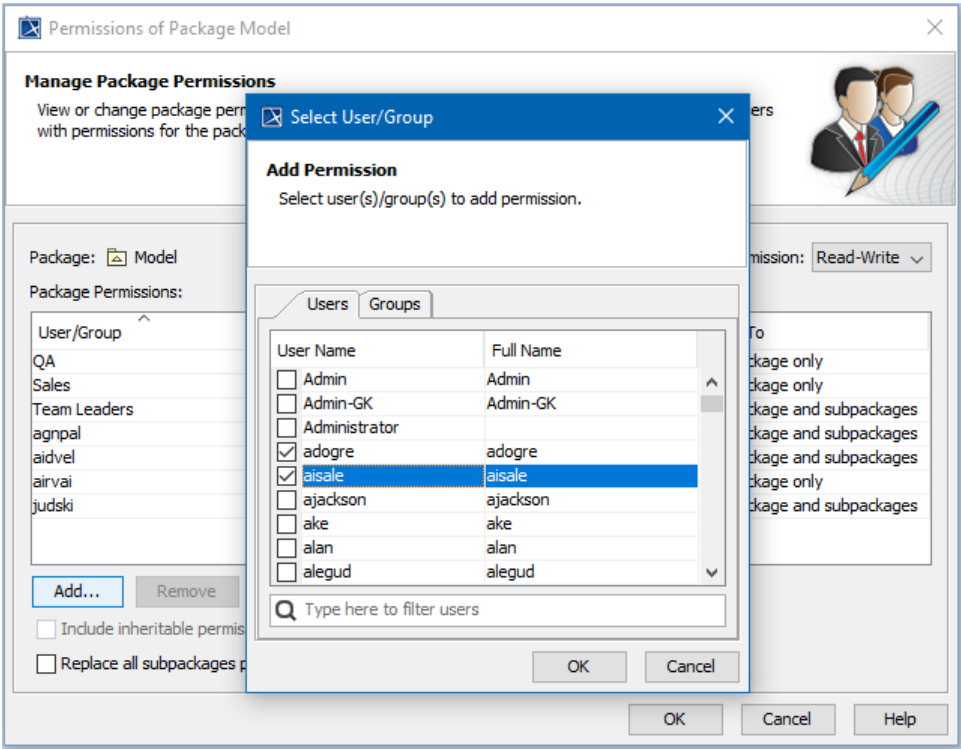 Permissions of Package Model
Manage Package Permissions
View or change package perm
ers
with permissions for the pack
Select User/Group
Add Permission
Select user(s)/group(s) to add permission.
Package: Model
mission: Read-Write
Package Permissions:
Users Groups
User/Group
To
User Name Full Name
QA
ckage only
Admin Admin
Sales
ckage only
Admin-GK Admin-GK
Team Leaders
ckage and subpackages
Administrator
agnpal
ckage and subpackages
adogre adogre
aidvel
ckage and subpackages
aisale aisale
airvai
ckage only
ajackson ajackson
judski
ckage and subpackages
ake ake
alan alan
alegud alegud
Add... Remove
Type here to filter users
Include inheritable permis
Replace all subpackages p
OK Cancel
OK Cancel Help